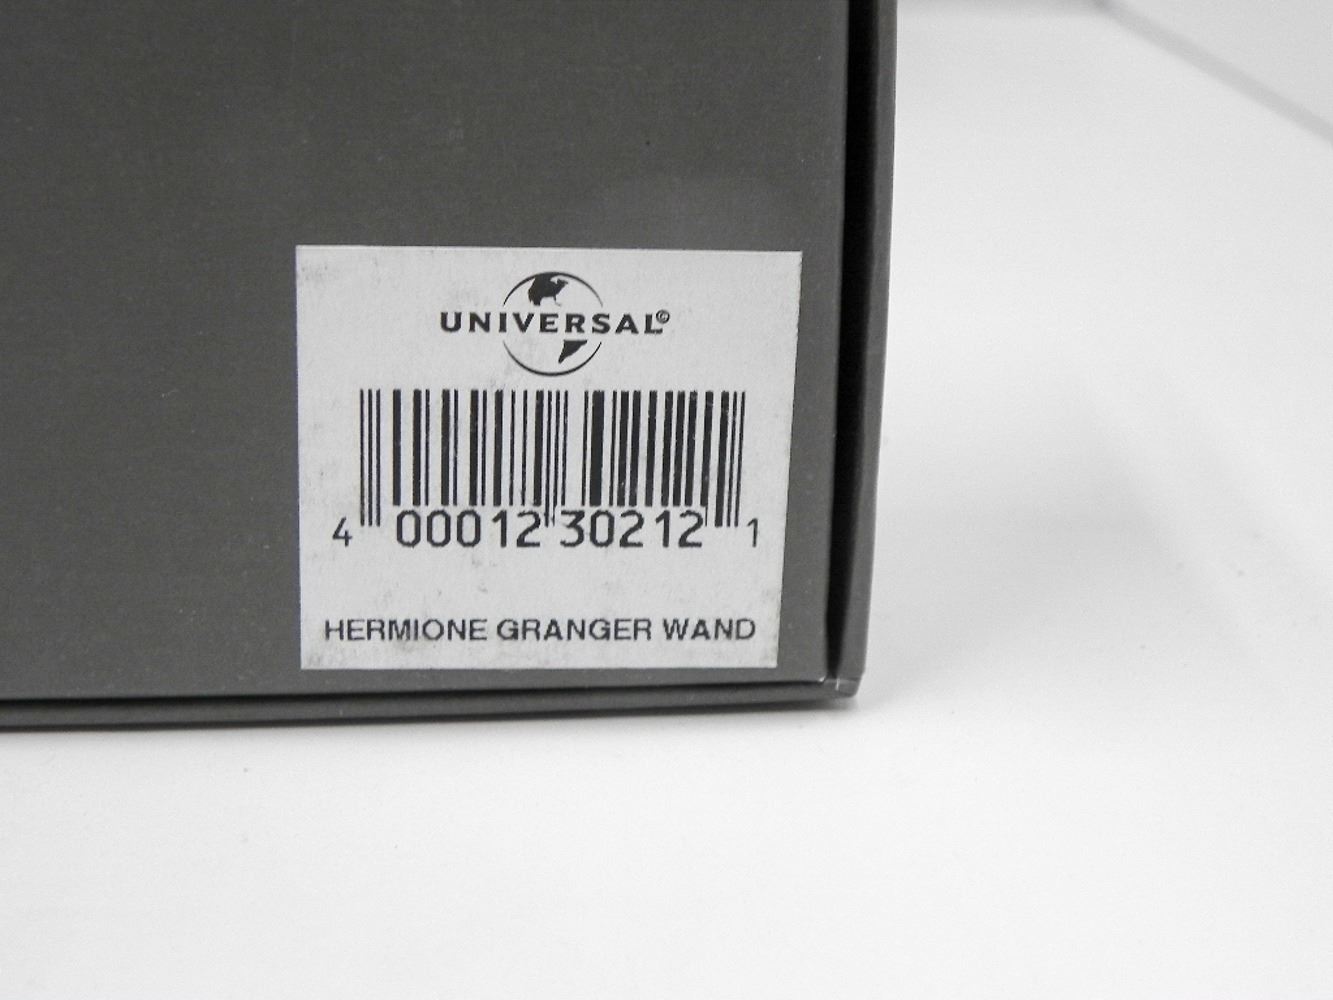 UNIVERSAL©
4 00012 30212 1
HERMIONE GRANGER WAND